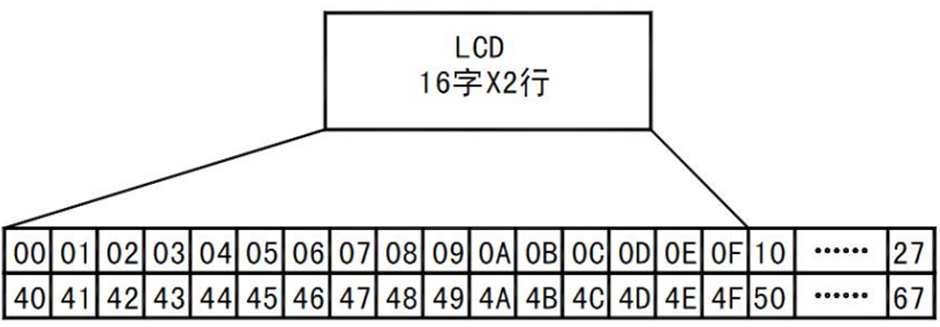 LCD
16字X2行
00 01 02 03 04 05 06 07 08 09 0A 0B 0C 0D 0E 0F 10 ...... 27
40 41 42 43 44 45 46 47 48 49 4A 4B 4C 4D 4E 4F 50 ...... 67